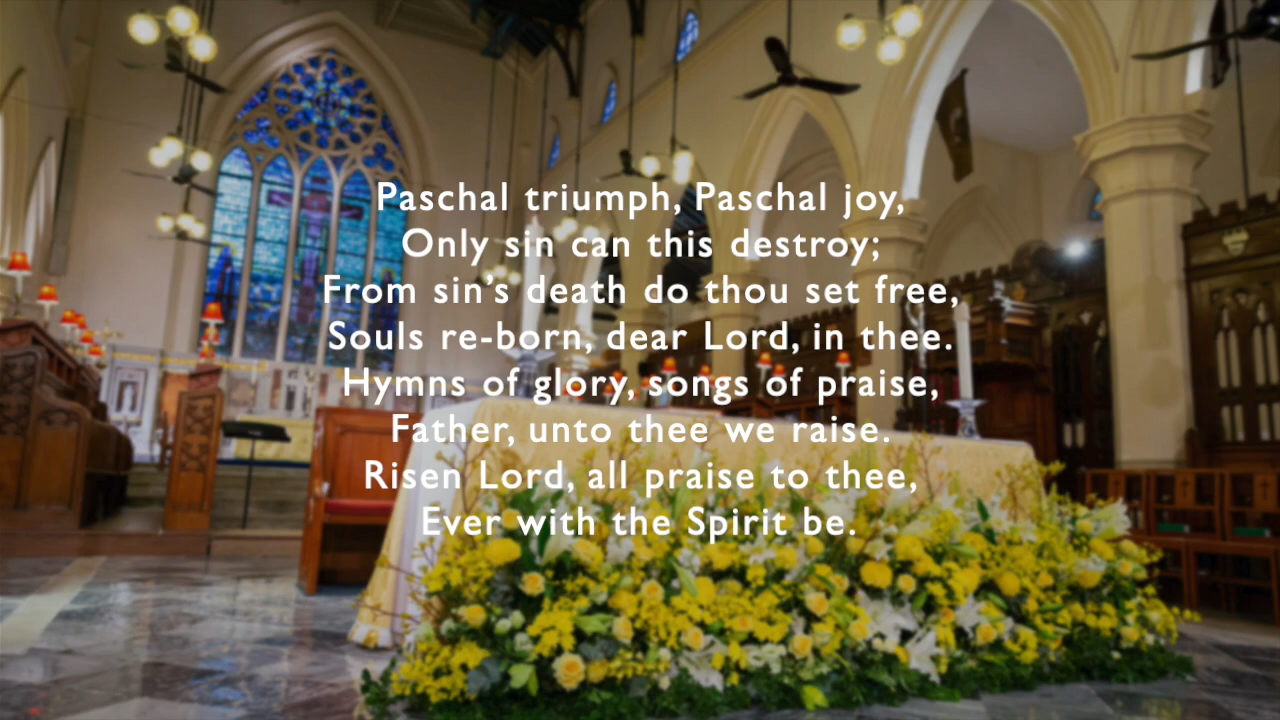 Paschal triumph, Paschal joy,
Only sin can this destroy;
From sin’s death do thou set free,
Souls re-born, dear Lord, in thee.
Hymns of glory, songs of praise,
Father, unto thee we raise.
Risen Lord, all praise to thee,
Ever with the Spirit be.